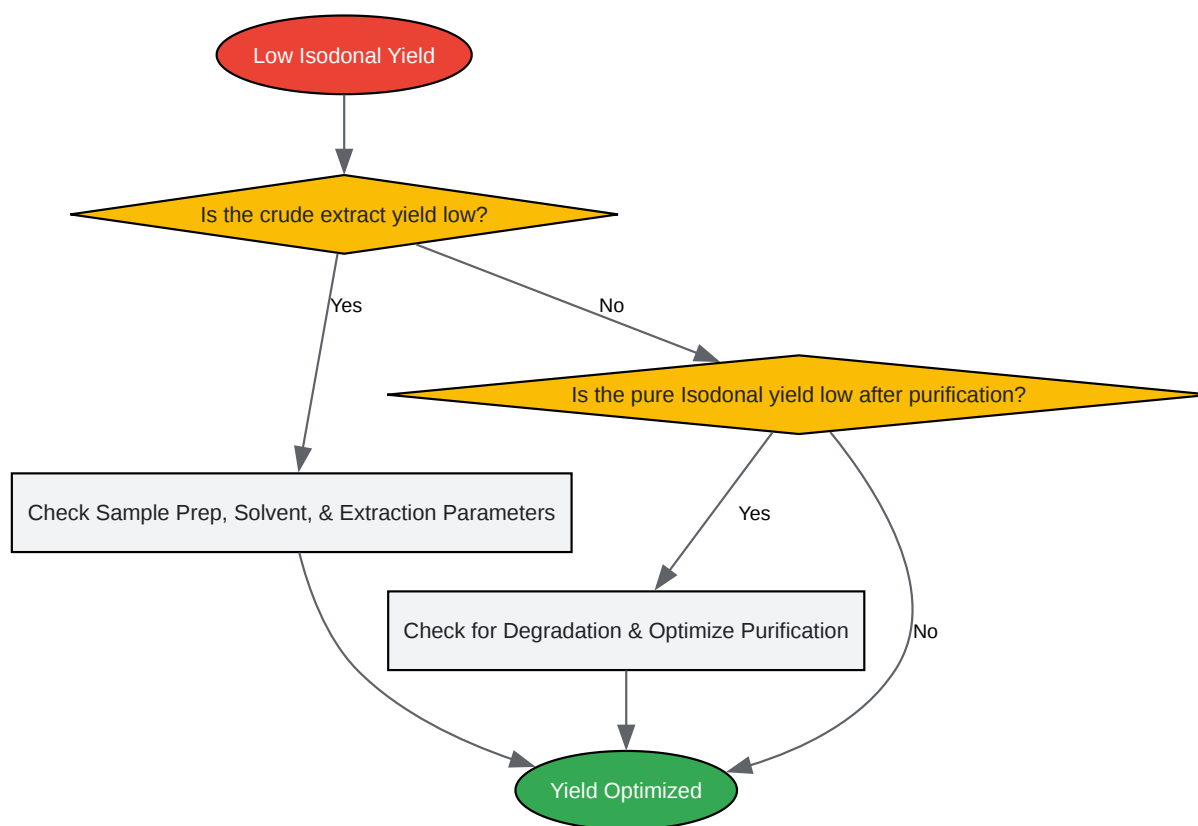 Low Isodonal Yield
Is the crude extract yield low?
Yes
No
Is the pure Isodonal yield low after purification?
Check Sample Prep, Solvent, & Extraction Parameters
Yes
Check for Degradation & Optimize Purification
No
Yield Optimized